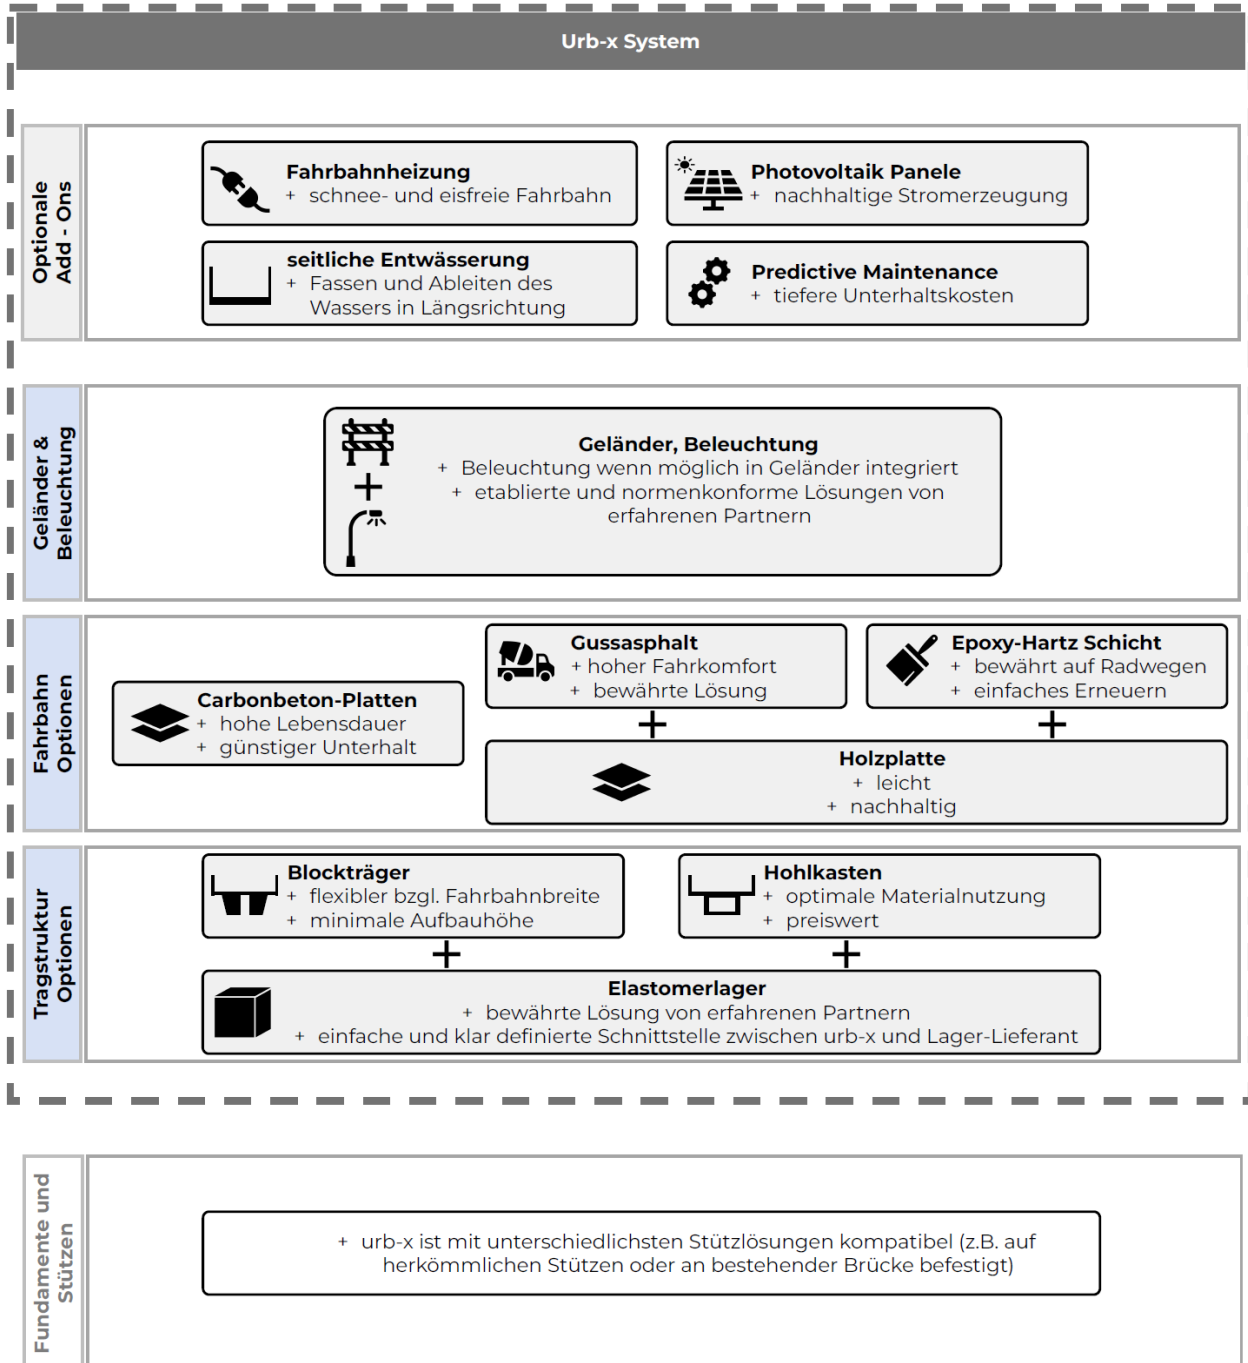 Urb-x System
Optionale
Add - Ons
Fahrbahnheizung
+ schnee- und eisfreie Fahrbahn
Photovoltaik Panele
+ nachhaltige Stromerzeugung
seitliche Entwässerung
+ Fassen und Ableiten des
Wassers in Längsrichtung
Predictive Maintenance
+ tiefere Unterhaltskosten
Geländer &
Beleuchtung
Geländer, Beleuchtung
+ Beleuchtung wenn möglich in Geländer integriert
+ etablierte und normenkonforme Lösungen von
erfahrenen Partnern
Fahrbahn
Optionen
Carbonbeton-Platten
+ hohe Lebensdauer
+ günstiger Unterhalt
Gussasphalt
+ hoher Fahrkomfort
+ bewährte Lösung
Epoxy-Hartz Schicht
+ bewährt auf Radwegen
+ einfaches Erneuern
+
+
Holzplatte
+ leicht
+ nachhaltig
Tragstruktur
Optionen
Blockträger
+ flexibler bzgl. Fahrbahnbreite
+ minimale Aufbauhöhe
Hohlkasten
+ optimale Materialnutzung
+ preiswert
+
+
Elastomerlager
+ bewährte Lösung von erfahrenen Partnern
+ einfache und klar definierte Schnittstelle zwischen urb-x und Lager-Lieferant
Fundamente und
Stützen
+ urb-x ist mit unterschiedlichsten Stützlösungen kompatibel (z.B. auf
herkömmlichen Stützen oder an bestehender Brücke befestigt)